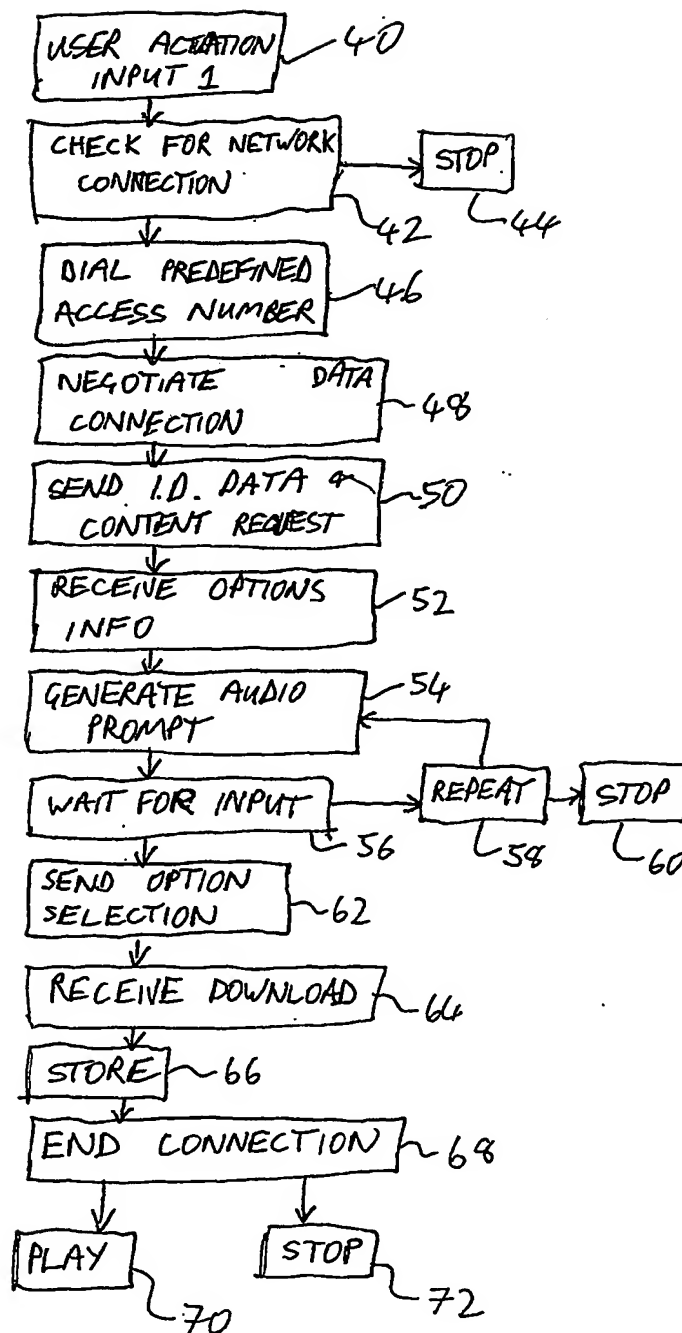 USER ACTATION
INPUT 1
40
CHECK FOR NETWORK
CONNECTION
42
STOP
44
DIAL PREDEFINED
ACCESS NUMBER
46
NEGOTIATE DATA
CONNECTION
48
SEND I.D. DATA &
CONTENT REQUEST
50
RECEIVE OPTIONS
INFO
52
GENERATE AUDIO
PROMPT
54
WAIT FOR INPUT
56
REPEAT
58
STOP
60
SEND OPTION
SELECTION
62
RECEIVE DOWNLOAD
64
STORE
66
END CONNECTION
68
PLAY
70
STOP
72